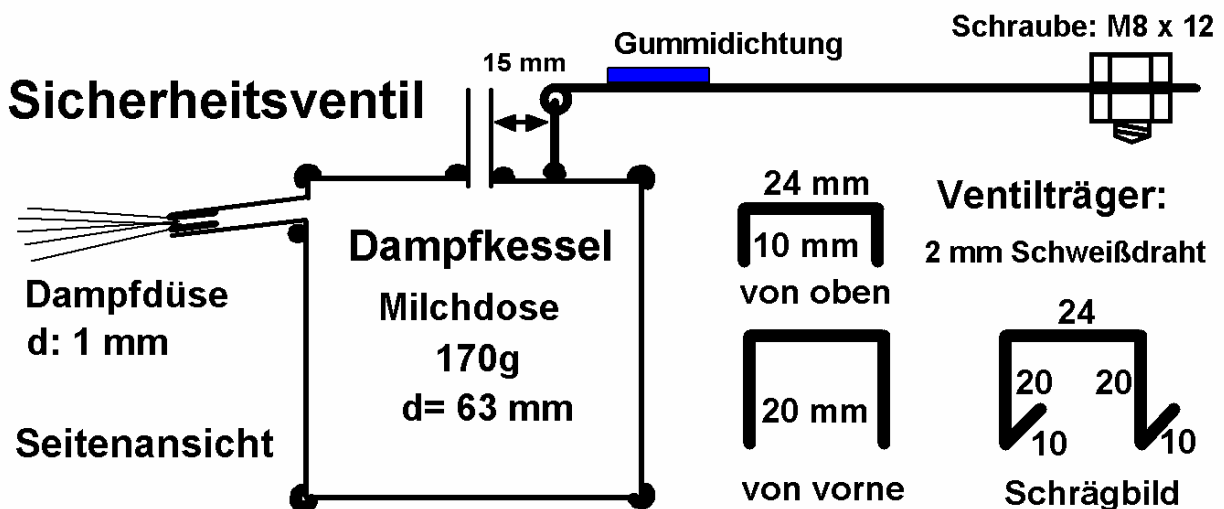 Schraube: M8 x 12
Gummidichtung
15 mm
Sicherheitsventil
24 mm
Ventilträger:
10 mm
2 mm Schweißdraht
Dampfkessel
von oben
Dampfdüse
d: 1 mm
Milchdose
170g
d= 63 mm
24
20 20
20 mm
10 10
Seitenansicht
von vorne
Schrägbild